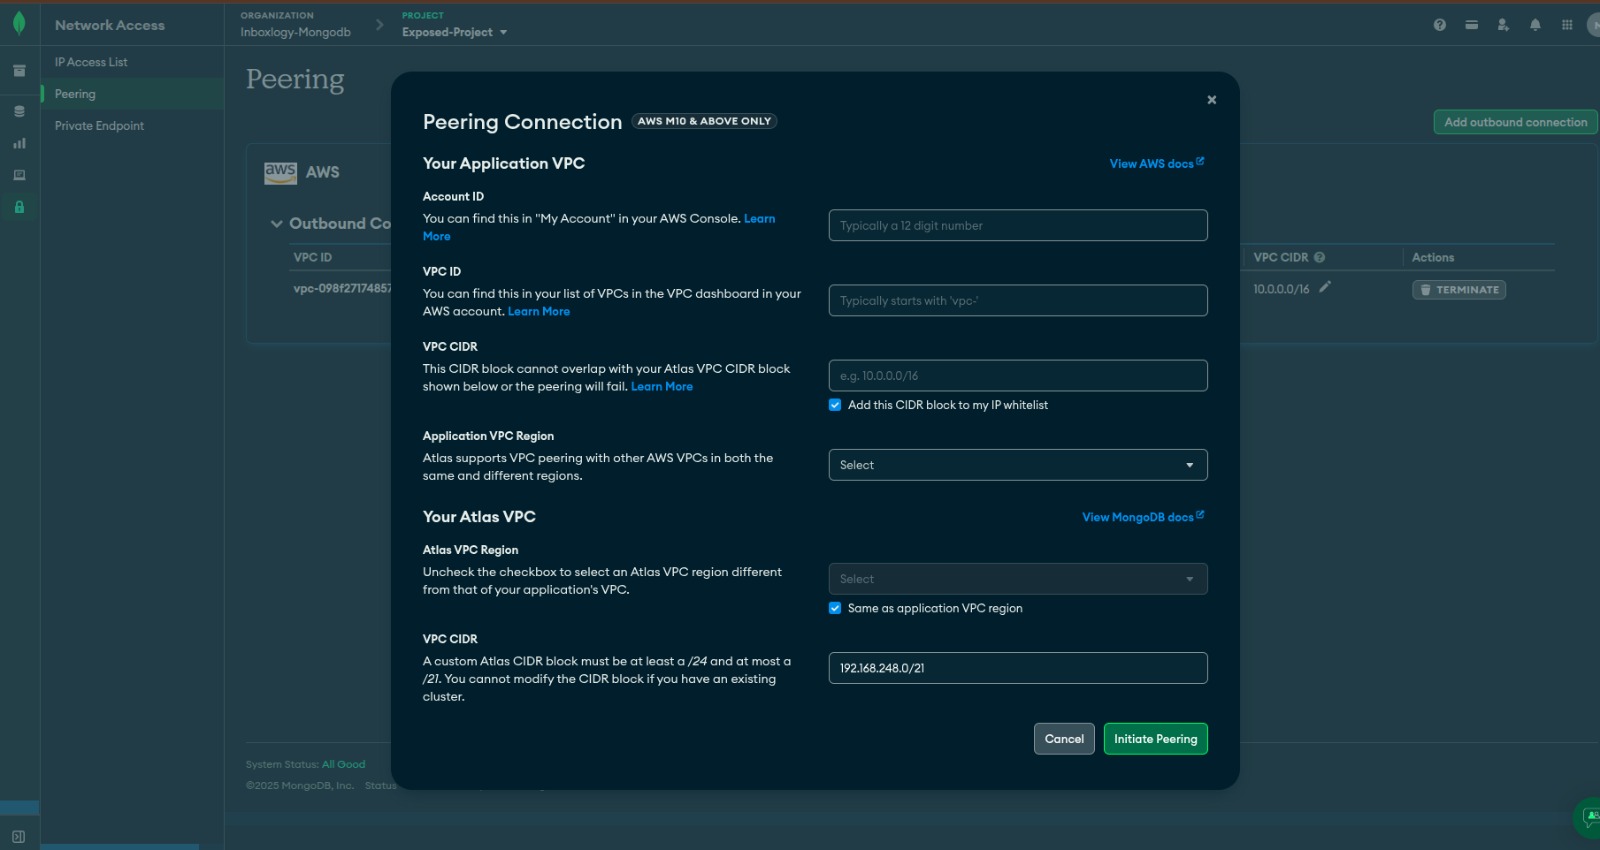 Network Access
ORGANIZATION
Inboxlogy-Mongodb
PROJECT
Exposed-Project
IP Access List
Peering
Private Endpoint
Peering
Add outbound connection
aws AWS
Outbound Co
VPC ID
VPC CIDR
Actions
vpc-098f27174857
10.0.0.0/16
TERMINATE
Peering Connection AWS M10 & ABOVE ONLY
Your Application VPC
View AWS docs
Account ID
You can find this in "My Account" in your AWS Console. Learn
More
Typically a 12 digit number
VPC ID
You can find this in your list of VPCs in the VPC dashboard in your
AWS account. Learn More
Typically starts with 'vpc-'
VPC CIDR
This CIDR block cannot overlap with your Atlas VPC CIDR block
shown below or the peering will fail. Learn More
e.g. 10.0.0.0/16
Add this CIDR block to my IP whitelist
Application VPC Region
Atlas supports VPC peering with other AWS VPCs in both the
same and different regions.
Select
Your Atlas VPC
View MongoDB docs
Atlas VPC Region
Uncheck the checkbox to select an Atlas VPC region different
from that of your application's VPC.
Select
Same as application VPC region
VPC CIDR
A custom Atlas CIDR block must be at least a /24 and at most a
/21. You cannot modify the CIDR block if you have an existing
cluster.
192.168.248.0/21
Cancel
Initiate Peering
System Status: All Good
©2025 MongoDB, Inc. Status